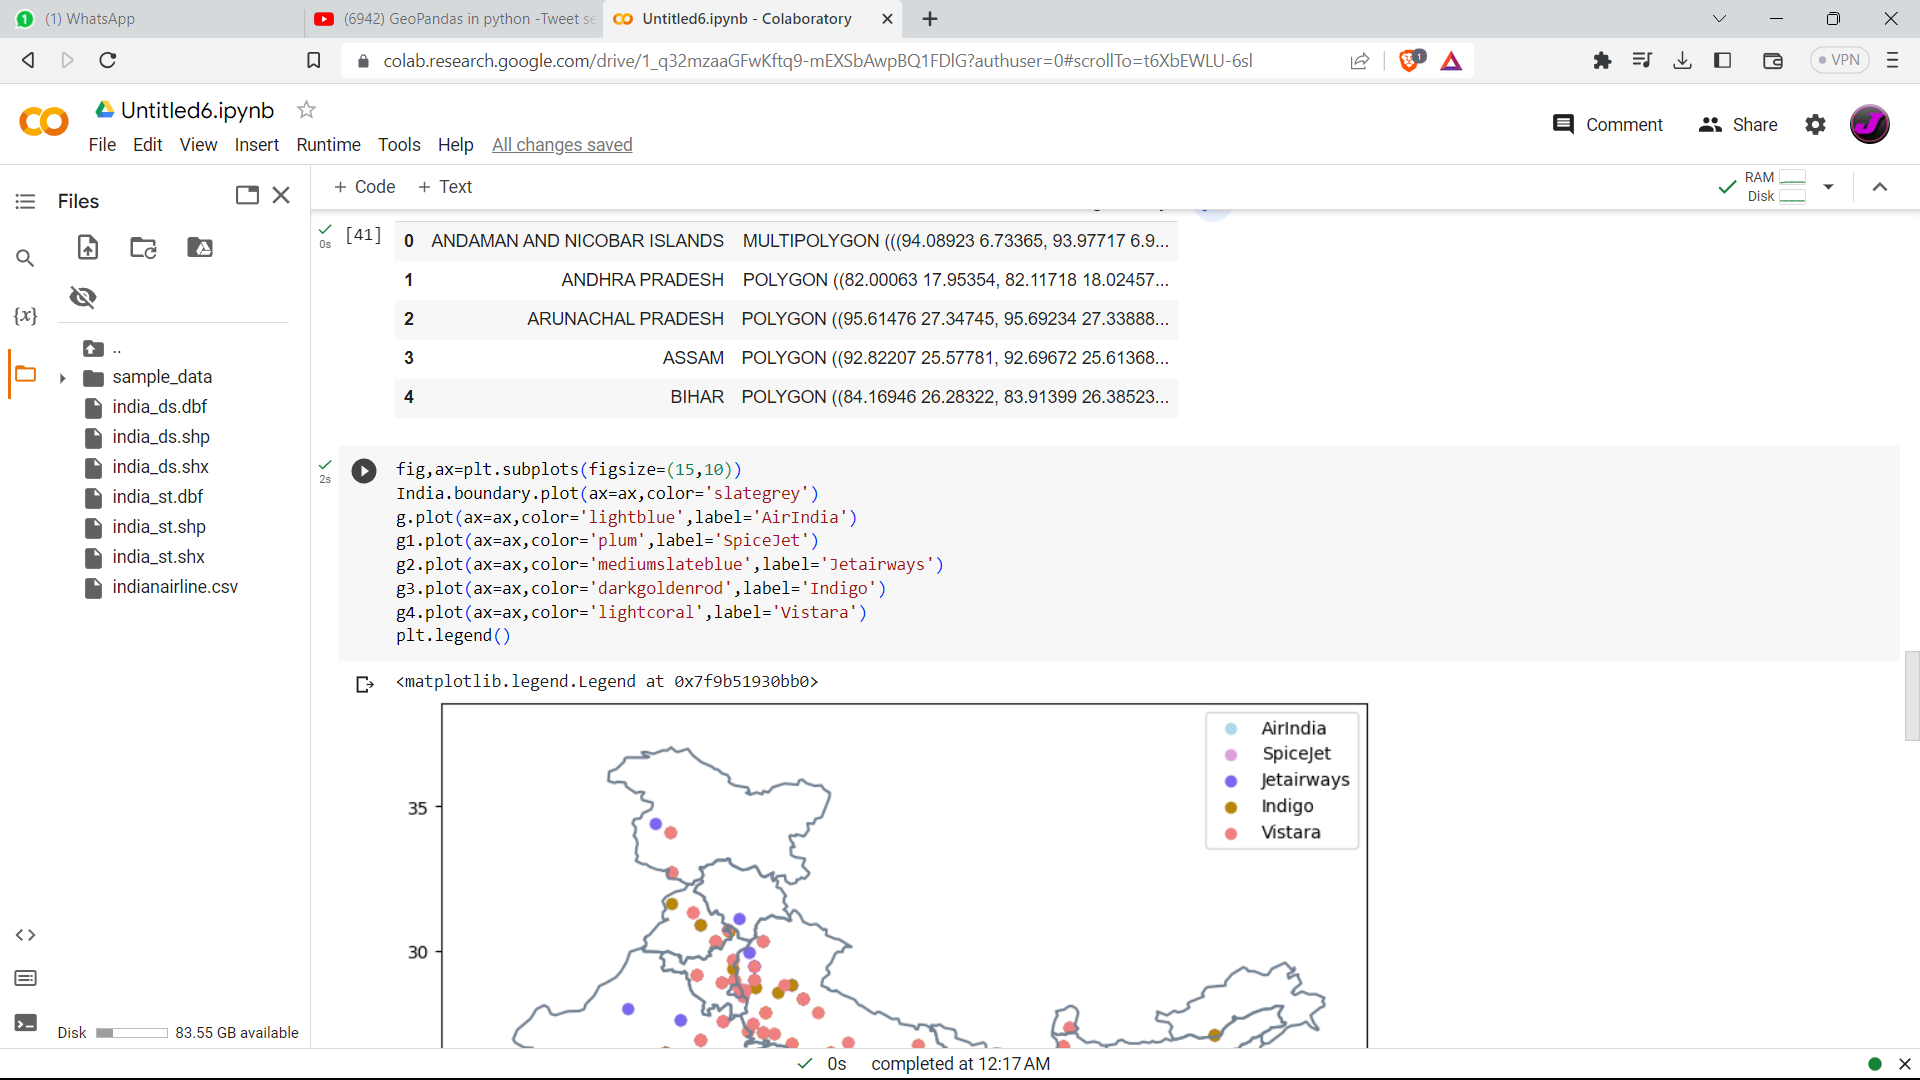 1 (1) WhatsApp
(6942) GeoPandas in python -Tweet se
Untitled6.ipynb - Colaboratory
colab.research.google.com/drive/1_q32mzaaGFwKftq9-mEXSbAwpBQ1FDlG?authuser=0#scrollTo=t6XbEWLU-6sl
1
VPN
Untitled6.ipynb
File Edit View Insert Runtime Tools Help All changes saved
Comment
Share
Files
+ Code + Text
RAM
Disk
{x}
..
sample_data
india_ds.dbf
india_ds.shp
india_ds.shx
india_st.dbf
india_st.shp
india_st.shx
indianairline.csv
Disk 83.55 GB available
0s
[41]
0 ANDAMAN AND NICOBAR ISLANDS MULTIPOLYGON (((94.08923 6.73365, 93.97717 6.9...
1 ANDHRA PRADESH POLYGON ((82.00063 17.95354, 82.11718 18.02457...
2 ARUNACHAL PRADESH POLYGON ((95.61476 27.34745, 95.69234 27.33888...
3 ASSAM POLYGON ((92.82207 25.57781, 92.69672 25.61368...
4 BIHAR POLYGON ((84.16946 26.28322, 83.91399 26.38523...
2s
fig,ax=plt.subplots(figsize=(15,10))
India.boundary.plot(ax=ax,color='slategrey')
g.plot(ax=ax,color='lightblue',label='AirIndia')
g1.plot(ax=ax,color='plum',label='SpiceJet')
g2.plot(ax=ax,color='mediumslateblue',label='Jetairways')
g3.plot(ax=ax,color='darkgoldenrod',label='Indigo')
g4.plot(ax=ax,color='lightcoral',label='Vistara')
plt.legend()
<matplotlib.legend.Legend at 0x7f9b51930bb0>
AirIndia
SpiceJet
Jetairways
Indigo
Vistara
35
30
0s completed at 12:17 AM